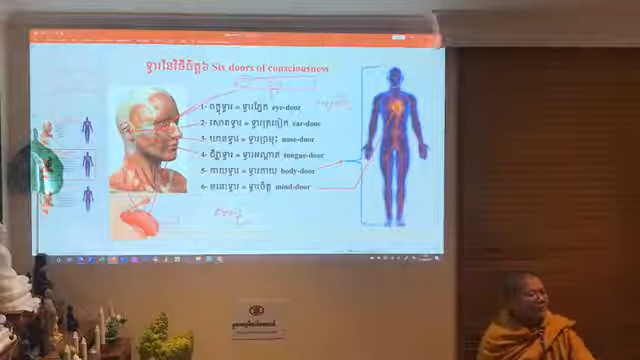 ទ្វារនៃវិថីចិត្ត៦ Six doors of consciousness
1- ចក្ខុទ្វារ = ទ្វារភ្នែក eye-door
2- សោតទ្វារ = ទ្វារត្រចៀក ear-door
3- ឃានទ្វារ = ទ្វារច្រមុះ nose-door
4- ជិវ្ហាទ្វារ = ទ្វារអណ្តាត tongue-door
5- កាយទ្វារ = ទ្វារកាយ body-door
6- មនោទ្វារ = ទ្វារចិត្ត mind-door